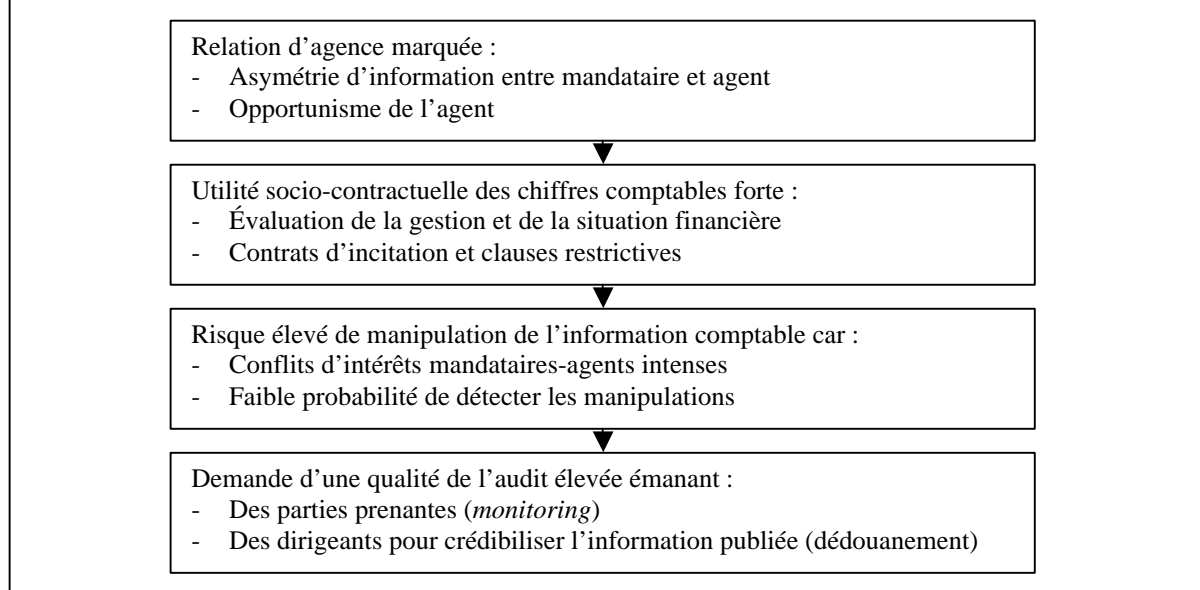 Relation d’agence marquée :
- Asymétrie d’information entre mandataire et agent
- Opportunisme de l’agent
Utilité socio-contractuelle des chiffres comptables forte :
- Évaluation de la gestion et de la situation financière
- Contrats d’incitation et clauses restrictives
Risque élevé de manipulation de l’information comptable car :
- Conflits d’intérêts mandataires-agents intenses
- Faible probabilité de détecter les manipulations
Demande d’une qualité de l’audit élevée émanant :
- Des parties prenantes (monitoring)
- Des dirigeants pour crédibiliser l’information publiée (dédouanement)